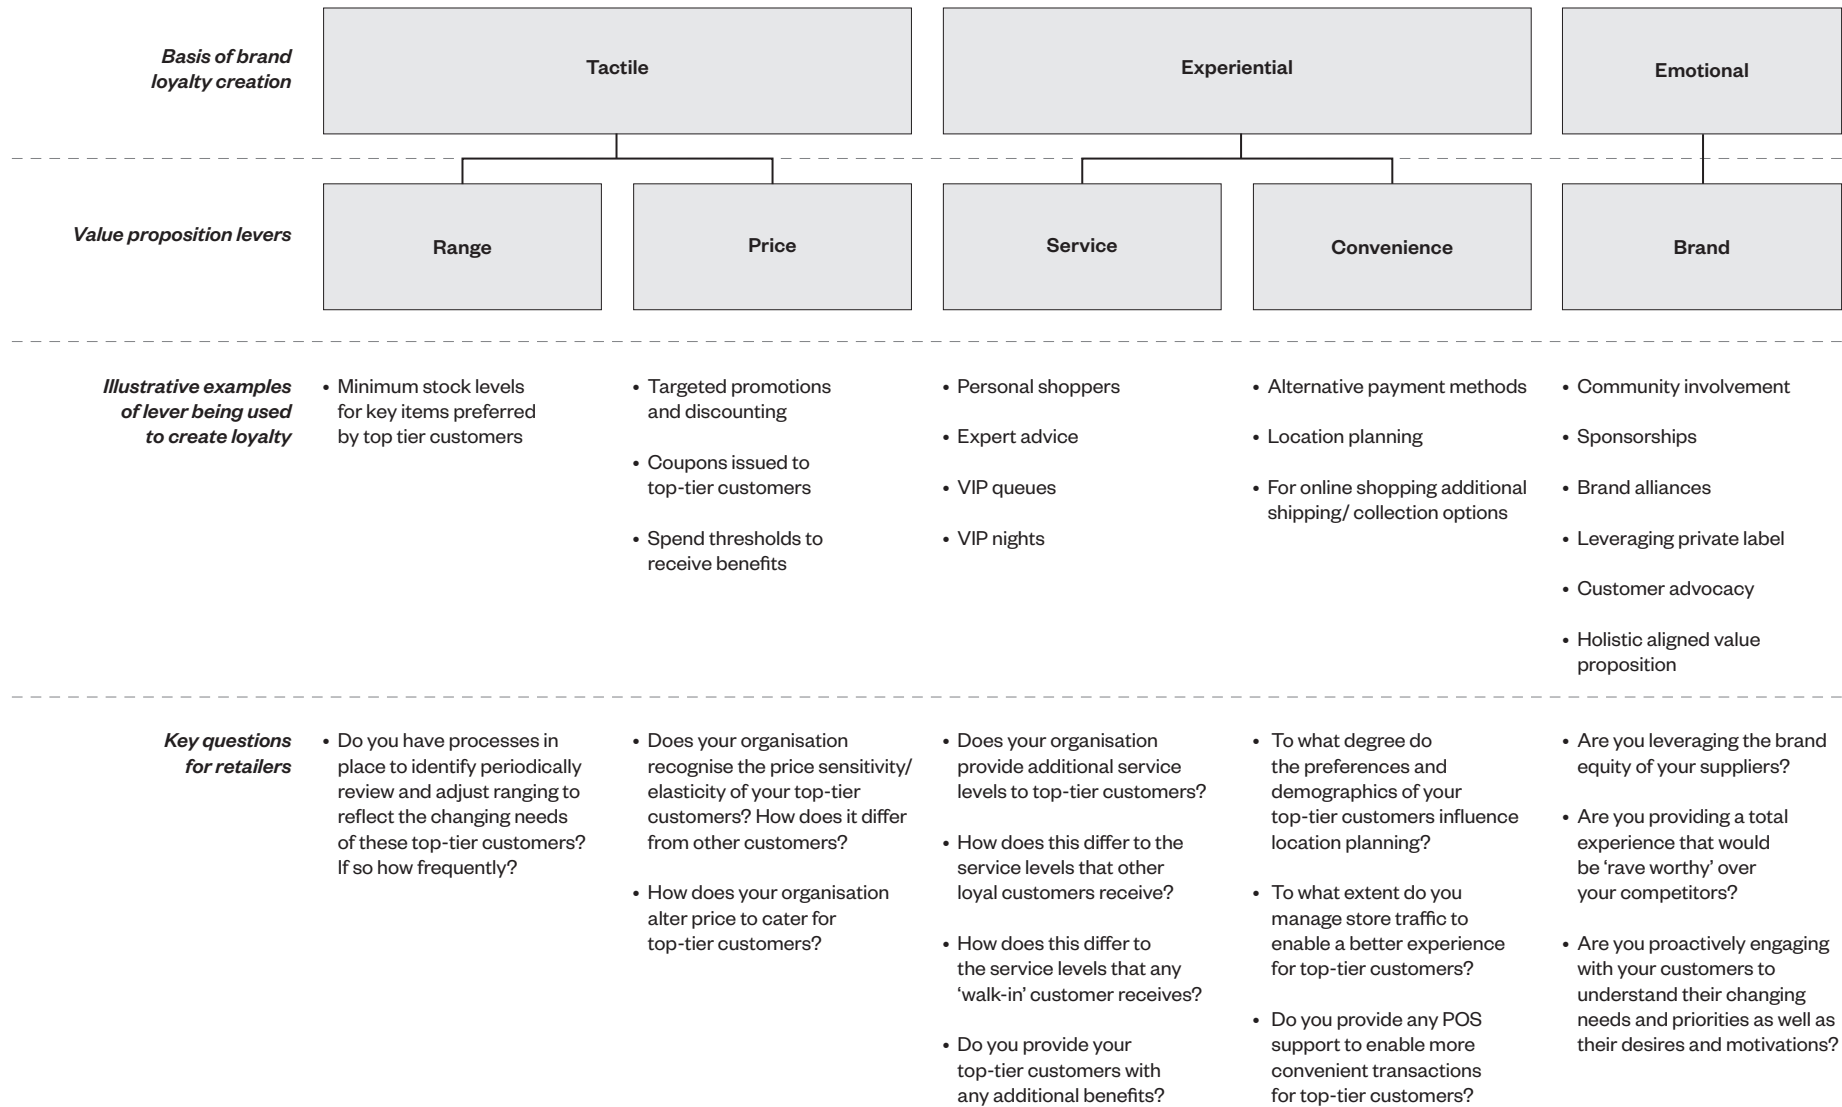 Basis of brand
loyalty creation
Tactile
Experiential
Emotional
Value proposition levers
Range
Price
Service
Convenience
Brand
Illustrative examples
of lever being used
to create loyalty
• Minimum stock levels
for key items preferred
by top tier customers
• Targeted promotions
and discounting
• Coupons issued to
top-tier customers
• Spend thresholds to
receive benefits
• Personal shoppers
• Expert advice
• VIP queues
• VIP nights
• Alternative payment methods
• Location planning
• For online shopping additional
shipping/ collection options
• Community involvement
• Sponsorships
• Brand alliances
• Leveraging private label
• Customer advocacy
• Holistic aligned value
proposition
Key questions
for retailers
• Do you have processes in
place to identify periodically
review and adjust ranging to
reflect the changing needs
of these top-tier customers?
If so how frequently?
• Does your organisation
recognise the price sensitivity/
elasticity of your top-tier
customers? How does it differ
from other customers?
• How does your organisation
alter price to cater for
top-tier customers?
• Does your organisation
provide additional service
levels to top-tier customers?
• How does this differ to the
service levels that other
loyal customers receive?
• How does this differ to
the service levels that any
‘walk-in’ customer receives?
• Do you provide your
top-tier customers with
any additional benefits?
• To what degree do
the preferences and
demographics of your
top-tier customers influence
location planning?
• To what extent do you
manage store traffic to
enable a better experience
for top-tier customers?
• Do you provide any POS
support to enable more
convenient transactions
for top-tier customers?
• Are you leveraging the brand
equity of your suppliers?
• Are you providing a total
experience that would
be ‘rave worthy’ over
your competitors?
• Are you proactively engaging
with your customers to
understand their changing
needs and priorities as well as
their desires and motivations?